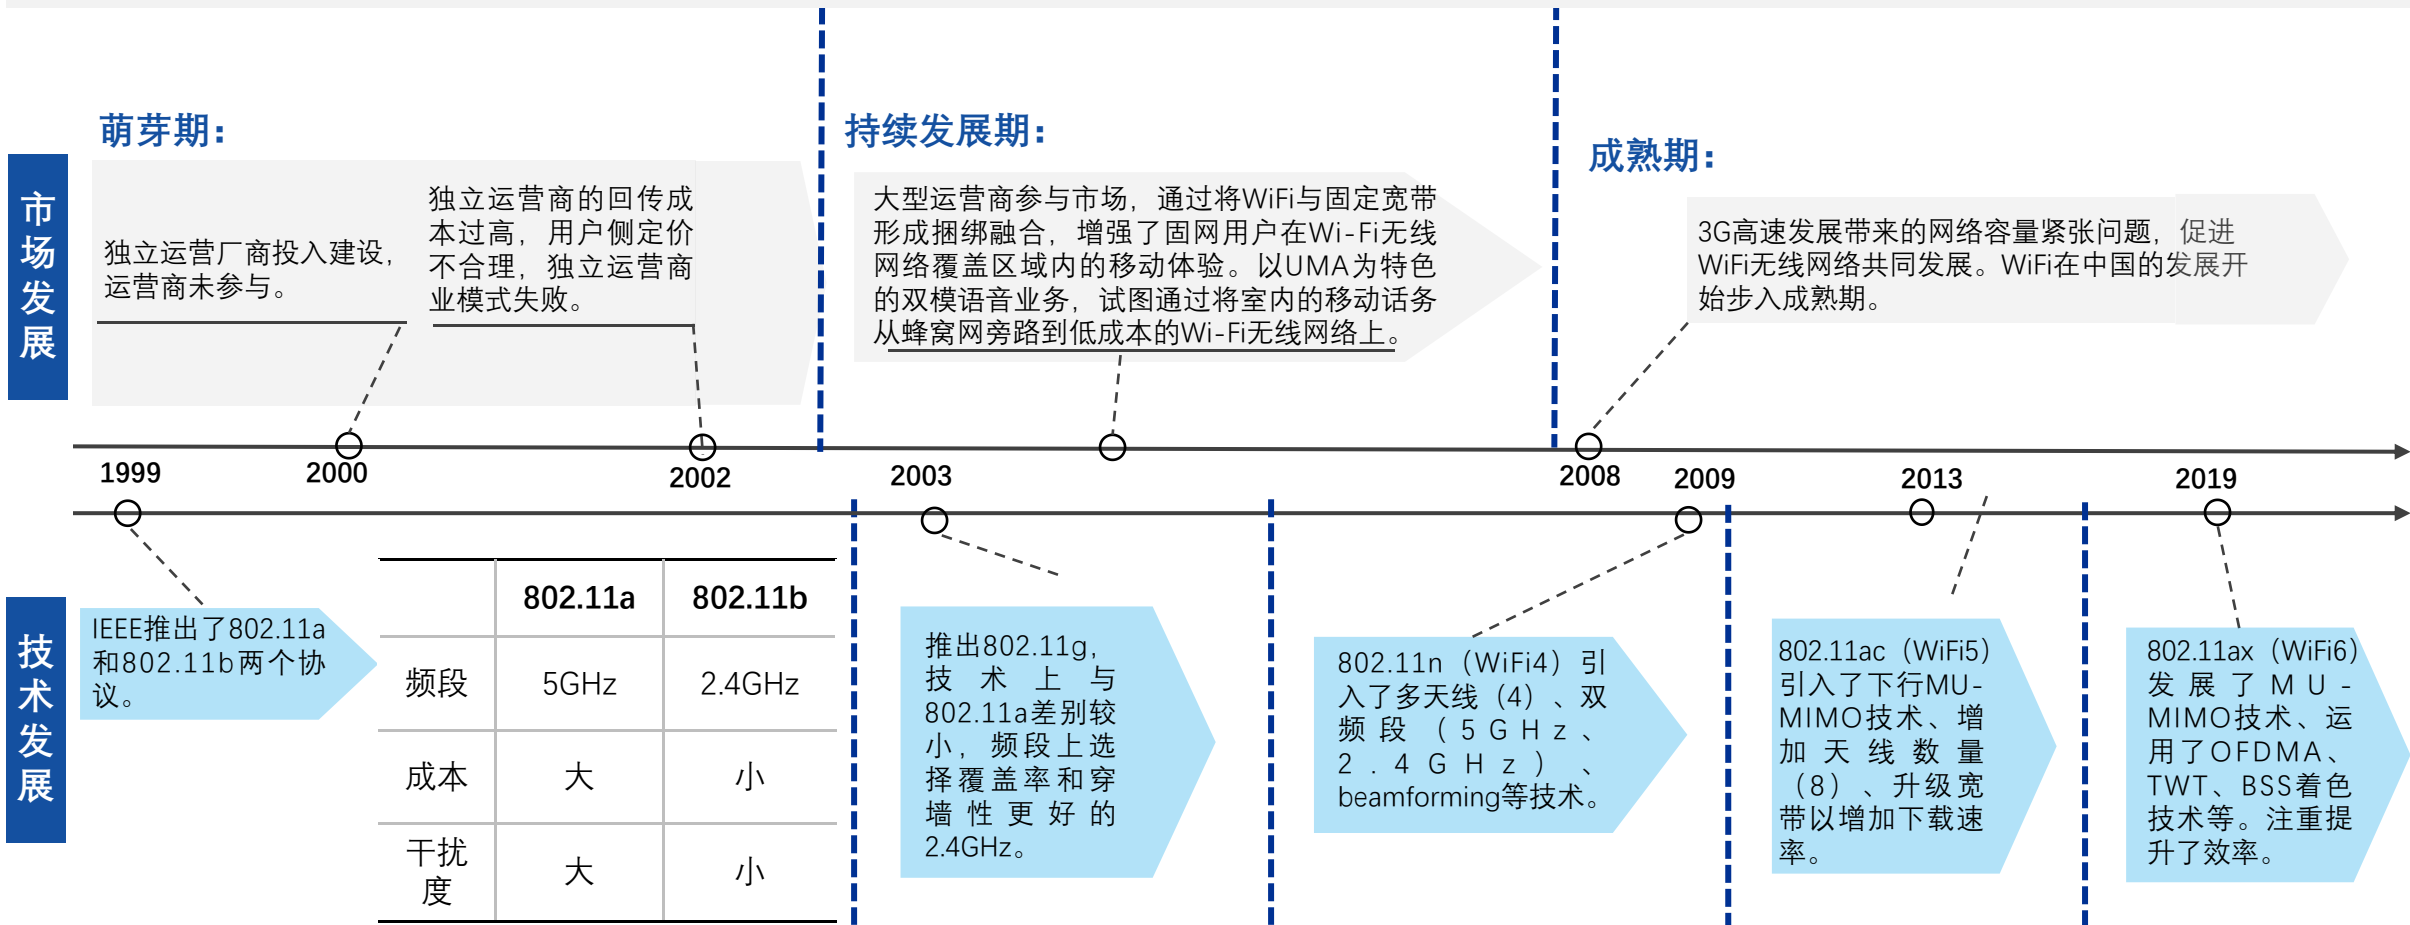 萌芽期：
持续发展期：
成熟期：
市场发展
独立运营厂商投入建设，
运营商未参与。
独立运营商的回传成
本过高，用户侧定价
不合理，独立运营商
业模式失败。
大型运营商参与市场，通过将WiFi与固定宽带
形成捆绑融合，增强了固网用户在Wi-Fi无线
网络覆盖区域内的移动体验。以UMA为特色
的双模语音业务，试图通过将室内的移动话务
从蜂窝网旁路到低成本的Wi-Fi无线网络上。
3G高速发展带来的网络容量紧张问题，促进
WiFi无线网络共同发展。WiFi在中国的发展开
始步入成熟期。
1999
2000
2002
2003
2008
2009
2013
2019
技术发展
IEEE推出了802.11a
和802.11b两个协
议。
802.11a 802.11b
频段 5GHz 2.4GHz
成本 大 小
干扰
度 大 小
推出802.11g，
技术上与
802.11a差别较
小，频段上选
择覆盖率和穿
墙性更好的
2.4GHz。
802.11n（WiFi4）引
入了多天线（4）、双
频段（5GHz、
2.4GHz）、
beamforming等技术。
802.11ac（WiFi5）
引入了下行MU-
MIMO技术、增
加天线数量
（8）、升级宽
带以增加下载速
率。
802.11ax（WiFi6）
发展了MU-
MIMO技术、运
用了OFDMA、
TWT、BSS着色
技术等。注重提
升了效率。